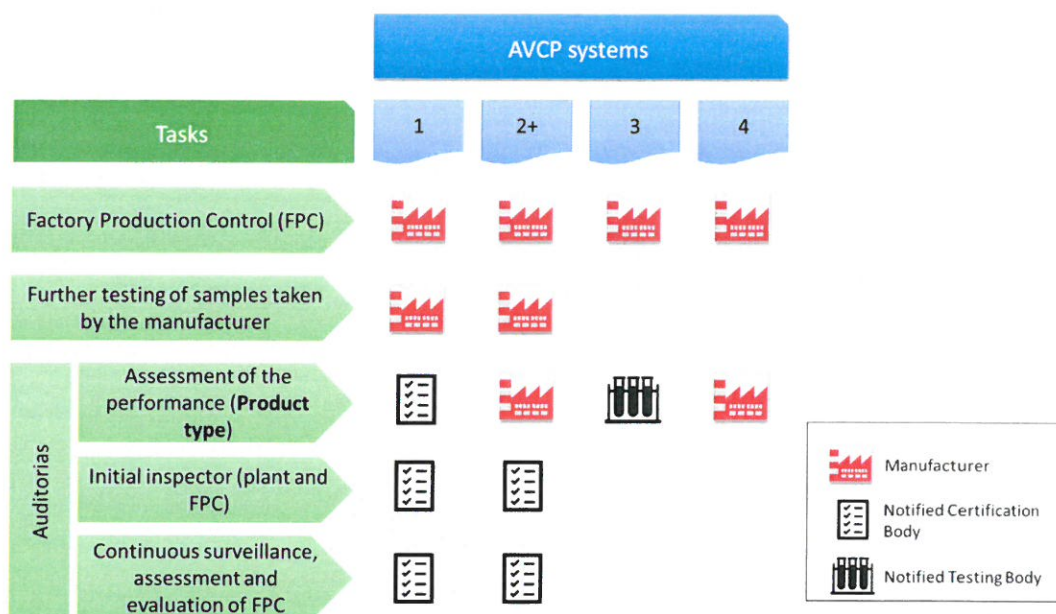 AVCP systems
Tasks
1
2+
3
4
Factory Production Control (FPC)
Further testing of samples taken
by the manufacturer
Auditorias
Assessment of the
performance (Product
type)
Initial inspector (plant and
FPC)
Continuous surveillance,
assessment and
evaluation of FPC
Manufacturer
Notified Certification
Body
Notified Testing Body